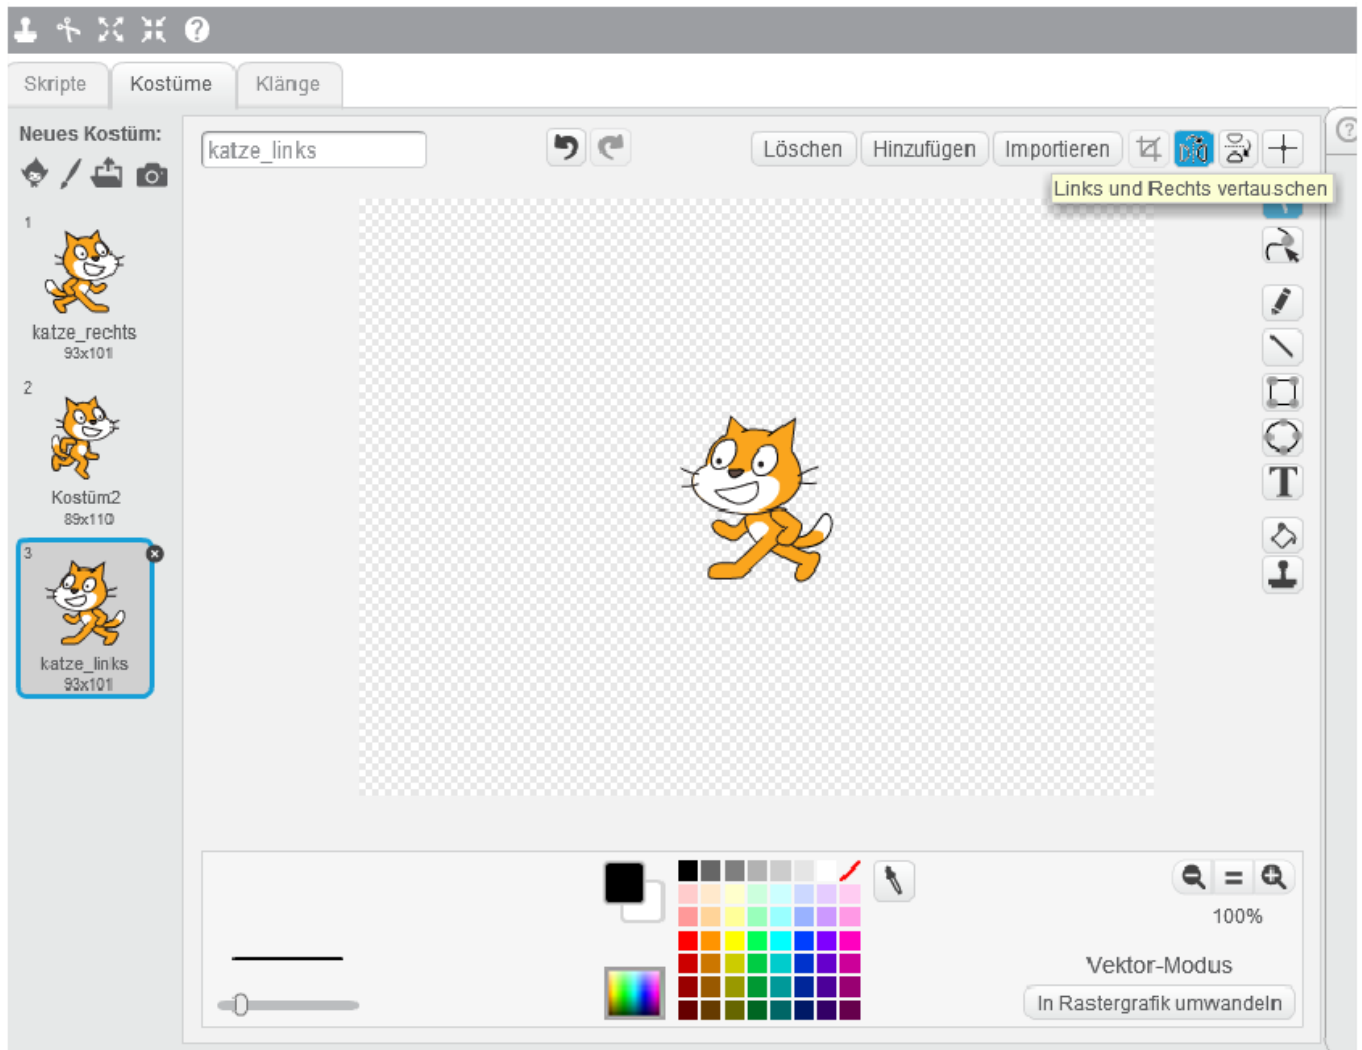 Skripte
Kostüme
Klänge
Neues Kostüm:
katze_links
Löschen
Hinzufügen
Importieren
Links und Rechts vertauschen
1
katze_rechts
93x101
2
Kostüm2
89x110
3
katze_links
93x101
T
100%
Vektor-Modus
In Rastergrafik umwandeln